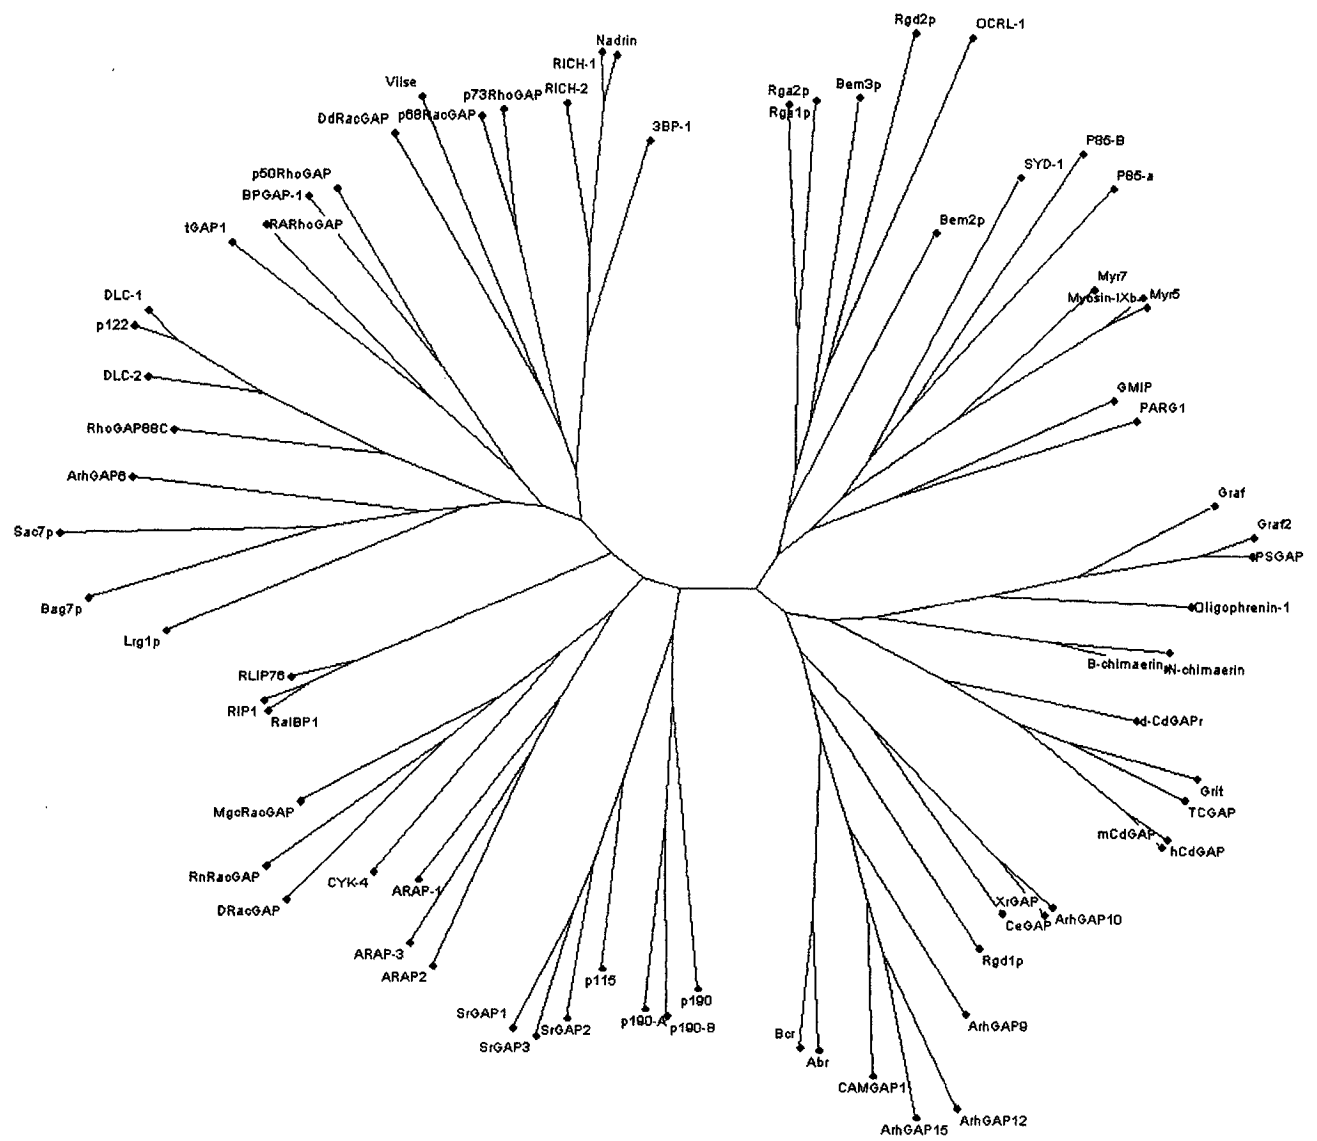 Rgd2p
OCRL-1
Nadrin
RICH-1
Vilse
p73RhoGAP
RICH-2
Rga2p
Bem3p
DdRacGAP
p68RacGAP
Rga1p
3BP-1
P85-B
SYD-1
P85-a
p50RhoGAP
BPGAP-1
tGAP1
RARhoGAP
Bem2p
Myr7
Myosin-IXb
Myr5
DLC-1
p122
DLC-2
GMIP
PARG1
RhoGAP88C
ArhGAP6
Graf
Graf2
Sac7p
PSGAP
Bag7p
Oligophrenin-1
Lrg1p
B-chimaerin
N-chimaerin
RLIP76
RIP1
RalBP1
d-CdGAPr
Grit
MgcRacGAP
TCGAP
mCdGAP
hCdGAP
RnRacGAP
CYK-4
ARAP-1
DRacGAP
XrGAP
CeGAP
ArhGAP10
ARAP-3
ARAP2
Rgd1p
p115
p190
SrGAP1
SrGAP2
p190-A
p190-B
ArhGAP9
SrGAP3
Bcr
Abr
CAMGAP1
ArhGAP12
ArhGAP15